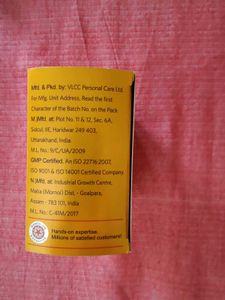 Mfd. & Pkd. by: VLCC Personal Care Ltd.
For Mfg. Unit Address, Read the first
Character of the Batch No. on the Pack
M )Mfd. at: Plot No. 11 & 12, Sec. 6A,
Sidcul, IIE, Haridwar 249 403,
Uttarakhand, India.
M.L. No. 9/C/UA/2009
GMP Certified. An ISO 22716:2007,
ISO 9001 & ISO 14001 Certified Company.
N )Mfd. at: Industrial Growth Centre,
Matia (Mornoi) Dist. - Goalpara,
Assam - 783 101, India
M.L. No.: C-81M/2017
Hands-on expertise.
Millions of satisfied customers!